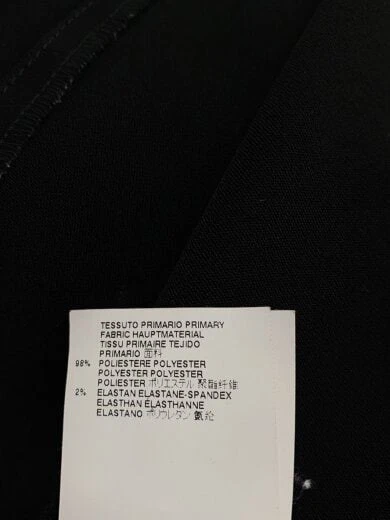 TESSUTO PRIMARIO PRIMARY
FABRIC HAUPTMATERIAL
TISSU PRIMAIRE TEJIDO
PRIMARIO 面料
98% POLIESTERE POLYESTER
POLYESTER POLYESTER
POLIESTER ポリエステル 聚酯纤维
2% ELASTAN ELASTANE-SPANDEX
ELASTHAN ÉLASTHANNE
ELASTANO ポリウレタン 氨纶